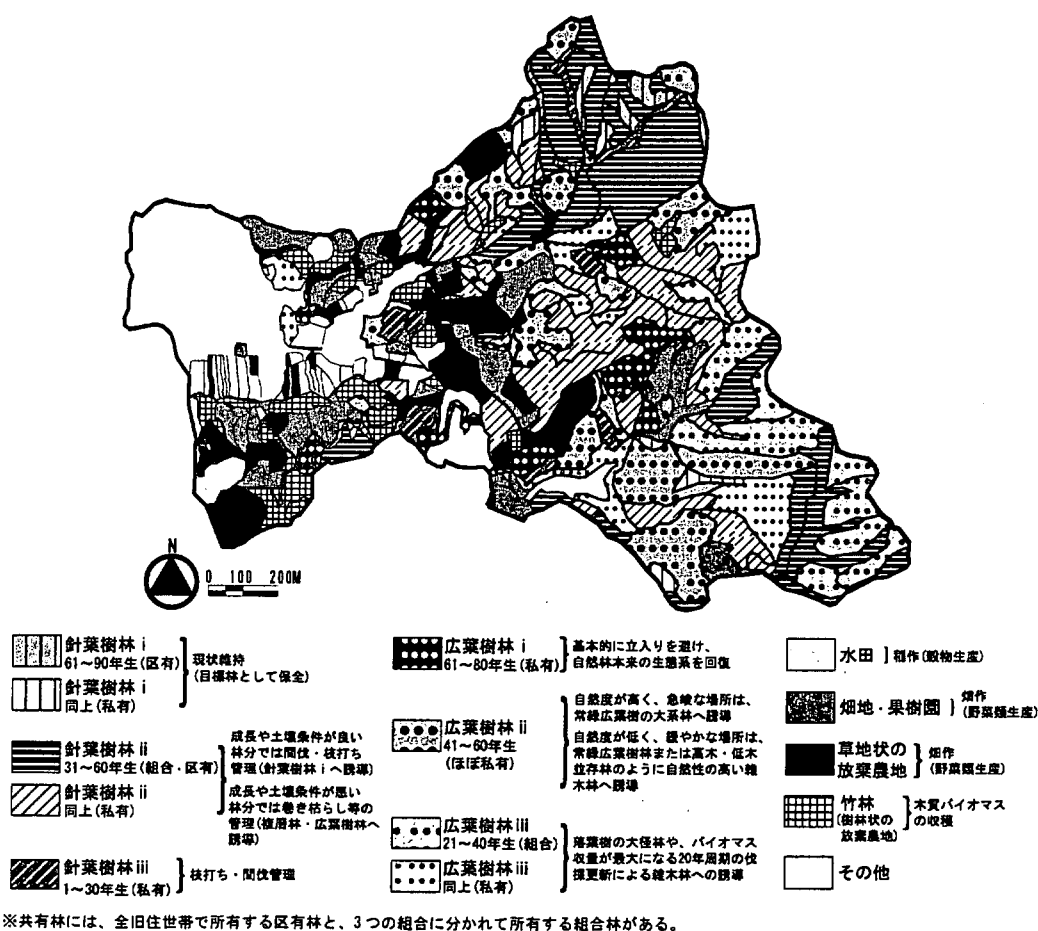 N
0 100 200M
針葉樹林 i
61～90年生(区有)
針葉樹林 i
同上(私有)
現状維持
(目標林として保全)
針葉樹林 ii
31～60年生(組合・区有)
針葉樹林 ii
同上(私有)
成長や土壌条件が良い
林分では間伐・枝打ち
管理(針葉樹林 i へ誘導)
成長や土壌条件が悪い
林分では巻き枯らし等の
管理(複層林・広葉樹林へ
誘導)
針葉樹林 iii
1～30年生(私有)
枝打ち・間伐管理
広葉樹林 i
61～80年生(私有)
基本的に立入りを避け、
自然林本来の生態系を回復
広葉樹林 ii
41～60年生
(ほぼ私有)
自然度が高く、急峻な場所は、
常緑広葉樹の大系林へ誘導
自然度が低く、緩やかな場所は、
常緑広葉樹林または高木・低木
並存林のように自然性の高い雑
木林へ誘導
広葉樹林 iii
21～40年生(組合)
広葉樹林 iii
同上(私有)
落葉樹の大径林や、バイオマス
収量が最大になる20年周期の伐
採更新による雑木林への誘導
水田
稲作(穀物生産)
畑地・果樹園
畑作
(野菜類生産)
草地状の
放棄農地
畑作
(野菜類生産)
竹林
(樹林状の
放棄農地)
木質バイオマス
の収穫
その他
※共有林には、全旧住世帯で所有する区有林と、3つの組合に分かれて所有する組合林がある。